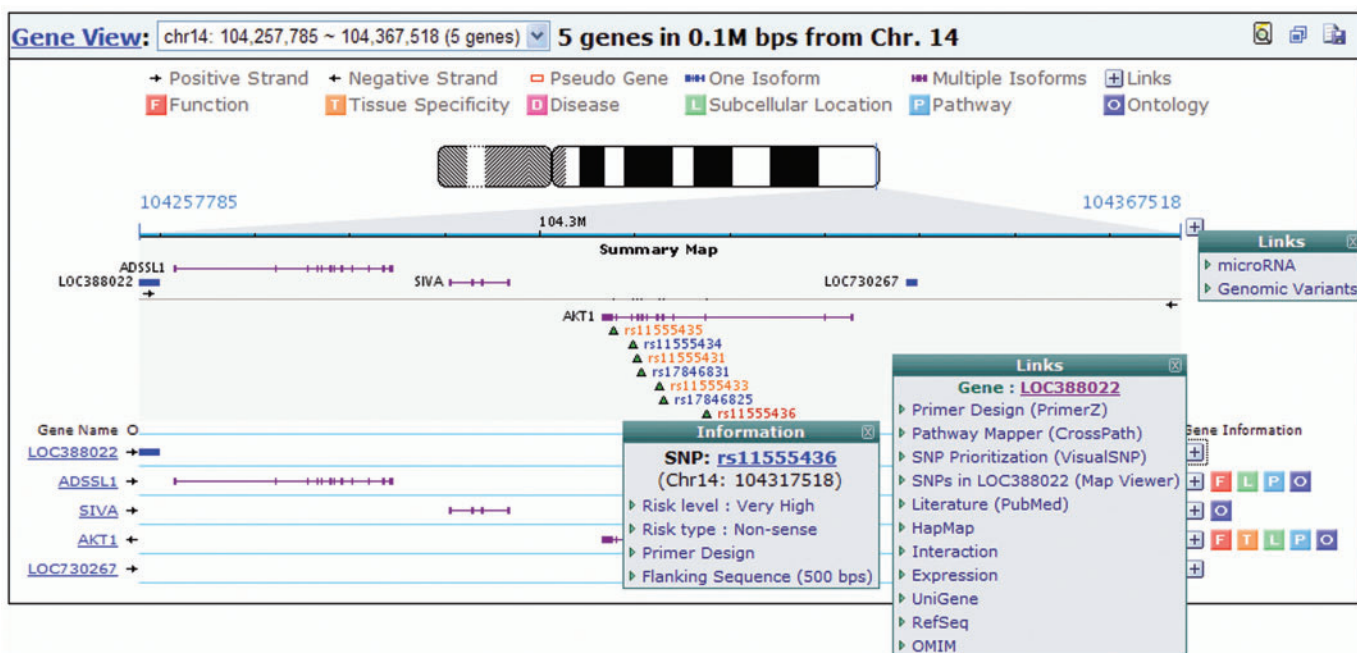 Gene View: chr14: 104,257,785 ~ 104,367,518 (5 genes) 5 genes in 0.1M bps from Chr. 14
Positive Strand Negative Strand Pseudo Gene One Isoform Multiple Isoforms + Links
F Function T Tissue Specificity D Disease L Subcellular Location P Pathway O Ontology
104257785 104367518
104.3M
Summary Map
ADSSL1
LOC388022 SIVA LOC730267
AKT1
rs11555435
rs11555434
rs11555431
rs17846831
rs11555433
rs17846825
rs11555436
Links
microRNA
Genomic Variants
Gene Name O Gene Information
LOC388022
ADSSL1 F L P O
SIVA O
AKT1 F T L P O
LOC730267
Information
SNP: rs11555436
(Chr14: 104317518)
Risk level : Very High
Risk type : Non-sense
Primer Design
Flanking Sequence (500 bps)
Links
Gene : LOC388022
Primer Design (PrimerZ)
Pathway Mapper (CrossPath)
SNP Prioritization (VisualSNP)
SNPs in LOC388022 (Map Viewer)
Literature (PubMed)
HapMap
Interaction
Expression
UniGene
RefSeq
OMIM